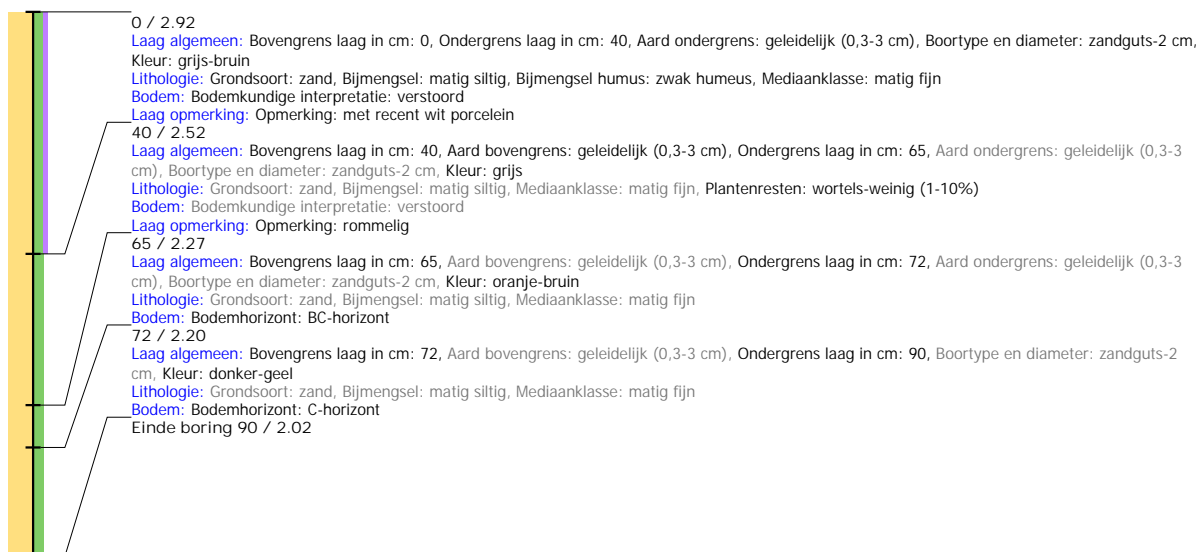 0 / 2.92
Laag algemeen: Bovengrens laag in cm: 0, Ondergrens laag in cm: 40, Aard ondergrens: geleidelijk (0,3-3 cm), Boortype en diameter: zandguts-2 cm,
Kleur: grijs-bruin
Lithologie: Grondsoort: zand, Bijmengsel: matig siltig, Bijmengsel humus: zwak humeus, Mediaanklasse: matig fijn
Bodem: Bodemkundige interpretatie: verstoord
Laag opmerking: Opmerking: met recent wit porcelein
40 / 2.52
Laag algemeen: Bovengrens laag in cm: 40, Aard bovengrens: geleidelijk (0,3-3 cm), Ondergrens laag in cm: 65, Aard ondergrens: geleidelijk (0,3-3
cm), Boortype en diameter: zandguts-2 cm, Kleur: grijs
Lithologie: Grondsoort: zand, Bijmengsel: matig siltig, Mediaanklasse: matig fijn, Plantenresten: wortels-weinig (1-10%)
Bodem: Bodemkundige interpretatie: verstoord
Laag opmerking: Opmerking: rommelig
65 / 2.27
Laag algemeen: Bovengrens laag in cm: 65, Aard bovengrens: geleidelijk (0,3-3 cm), Ondergrens laag in cm: 72, Aard ondergrens: geleidelijk (0,3-3
cm), Boortype en diameter: zandguts-2 cm, Kleur: oranje-bruin
Lithologie: Grondsoort: zand, Bijmengsel: matig siltig, Mediaanklasse: matig fijn
Bodem: Bodemhorizont: BC-horizont
72 / 2.20
Laag algemeen: Bovengrens laag in cm: 72, Aard bovengrens: geleidelijk (0,3-3 cm), Ondergrens laag in cm: 90, Boortype en diameter: zandguts-2
cm, Kleur: donker-geel
Lithologie: Grondsoort: zand, Bijmengsel: matig siltig, Mediaanklasse: matig fijn
Bodem: Bodemhorizont: C-horizont
Einde boring 90 / 2.02